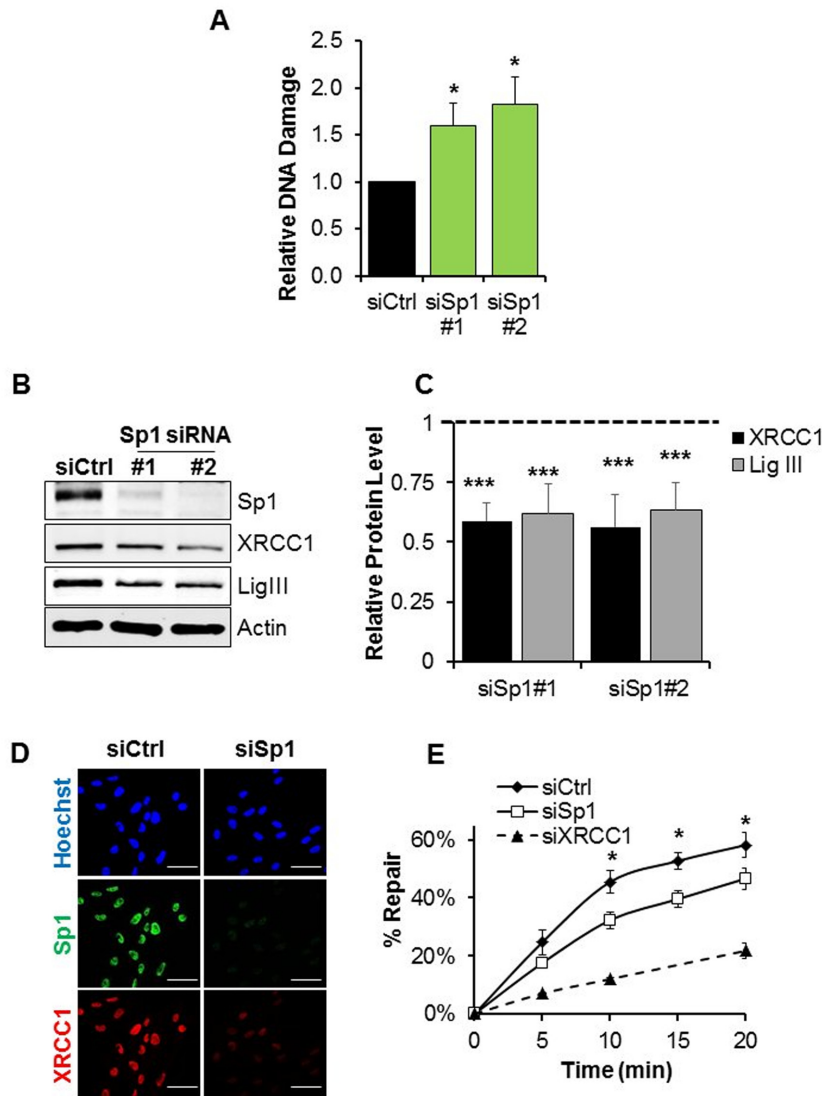 A
Relative DNA Damage
2.5
2.0
1.5
1.0
0.5
0.0
* *
siCtrl siSp1 siSp1
#1 #2
B
Sp1 siRNA
siCtrl #1 #2
Sp1
XRCC1
LigIII
Actin
C
Relative Protein Level
1
0.75
0.5
0.25
0
*** *** *** ***
XRCC1
Lig III
siSp1#1 siSp1#2
D
siCtrl siSp1
Hoechst
Sp1
XRCC1
E
siCtrl
siSp1
siXRCC1
% Repair
60%
40%
20%
0%
* * *
0 5 10 15 20
Time (min)